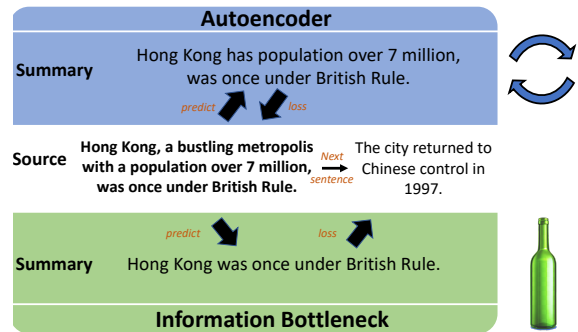 Autoencoder
Summary
Hong Kong has population over 7 million,
was once under British Rule.
predict
loss
Source
Hong Kong, a bustling metropolis
with a population over 7 million,
was once under British Rule.
Next
sentence
The city returned to
Chinese control in
1997.
predict
loss
Summary
Hong Kong was once under British Rule.
Information Bottleneck